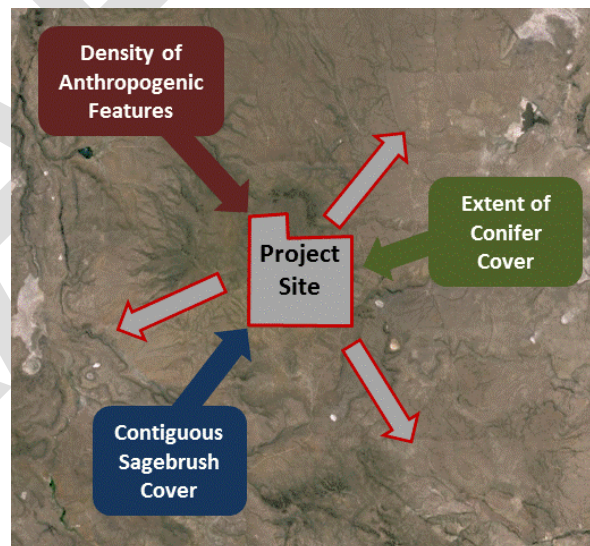 Density of
Anthropogenic
Features
Extent of
Conifer
Cover
Project
Site
Contiguous
Sagebrush
Cover